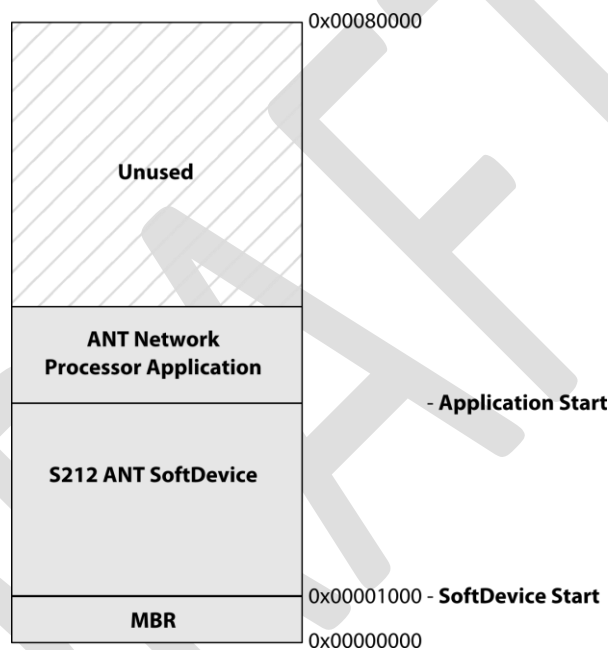 0x00080000
Unused
ANT Network
Processor Application
- Application Start
S212 ANT SoftDevice
0x00001000 - SoftDevice Start
MBR
0x00000000